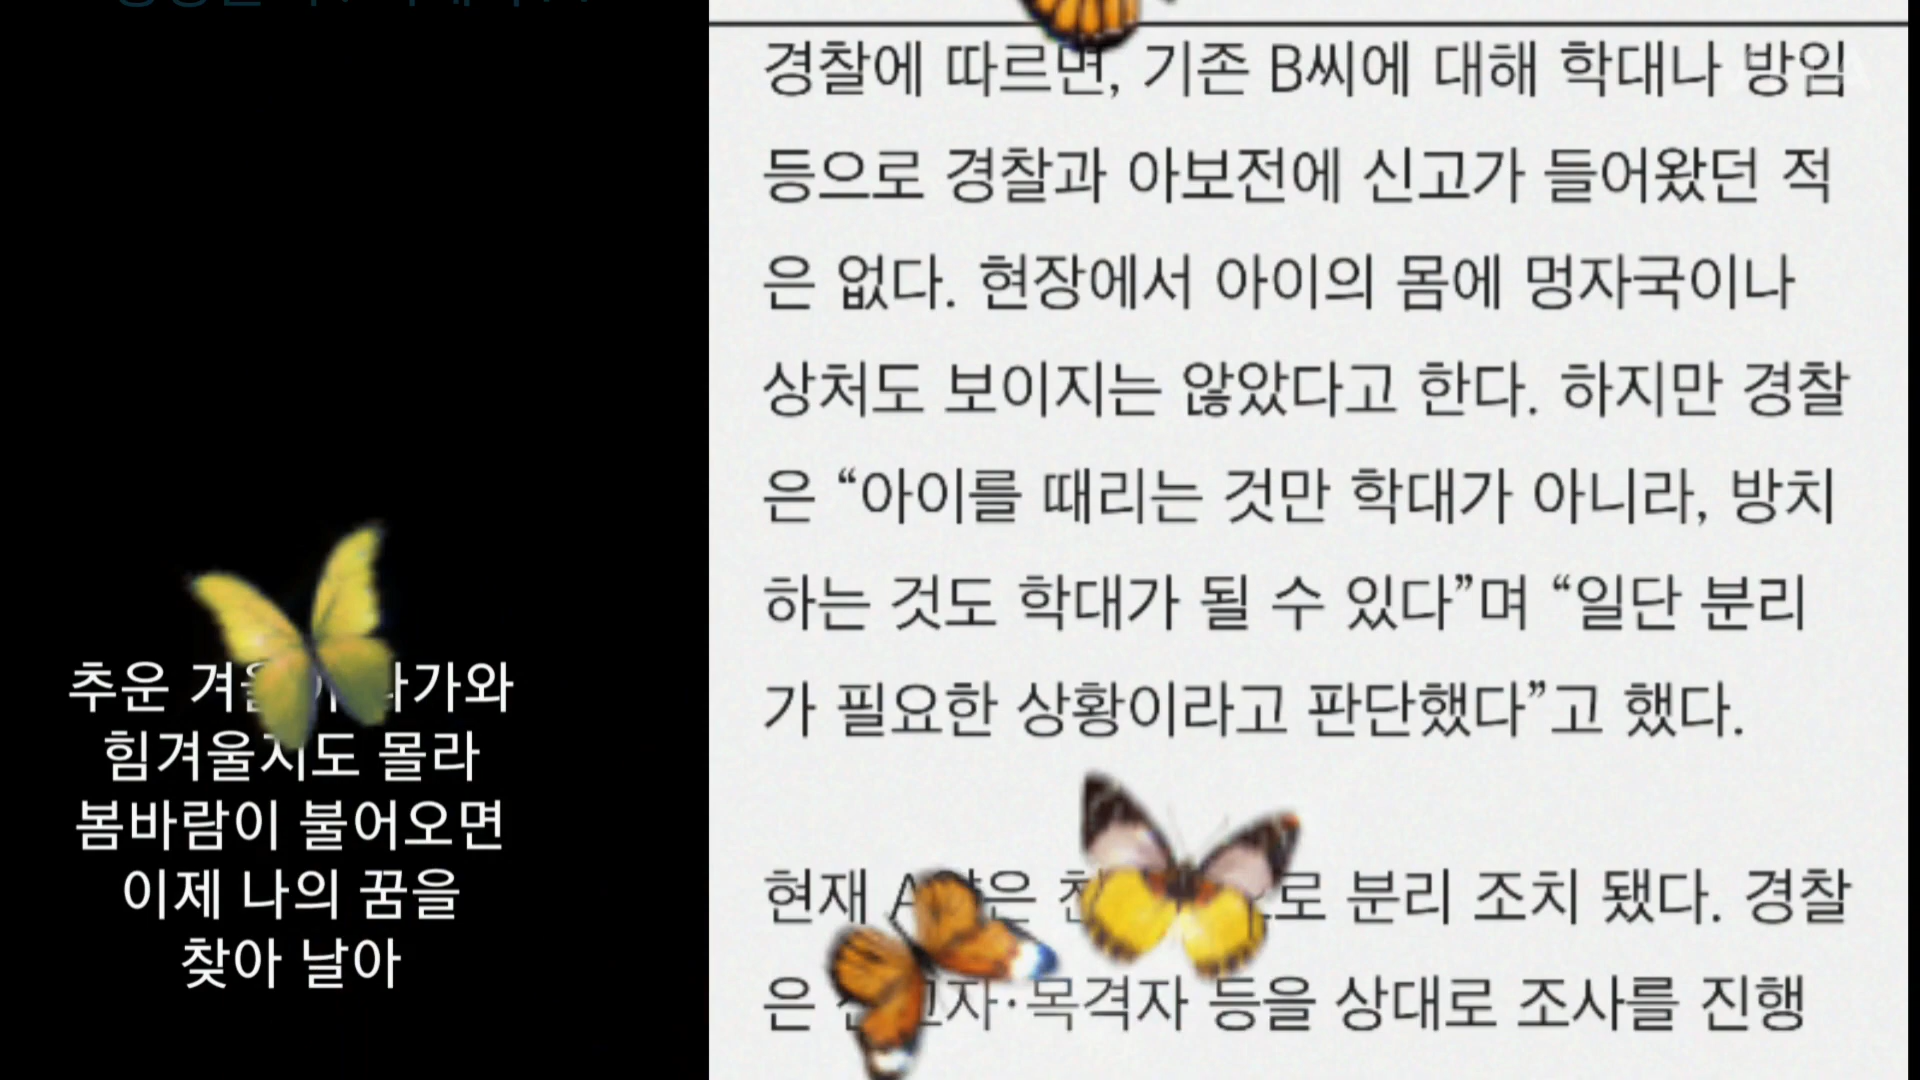 추운 다가와
힘겨울지도 몰라
봄바람이 불어오면
이제 나의 꿈을
찾아 날아
경찰에 따르면, 기존 B씨에 대해 학대나 방임
등으로 경찰과 아보전에 신고가 들어왔던 적
은 없다. 현장에서 아이의 몸에 멍자국이나
상처도 보이지는 않았다고 한다. 하지만 경찰
은 “아이를 때리는 것만 학대가 아니라, 방치
하는 것도 학대가 될 수 있다”며 “일단 분리
가 필요한 상황이라고 판단했다”고 했다.
현재 분리 조치 됐다. 경찰
은 등을 상대로 조사를 진행